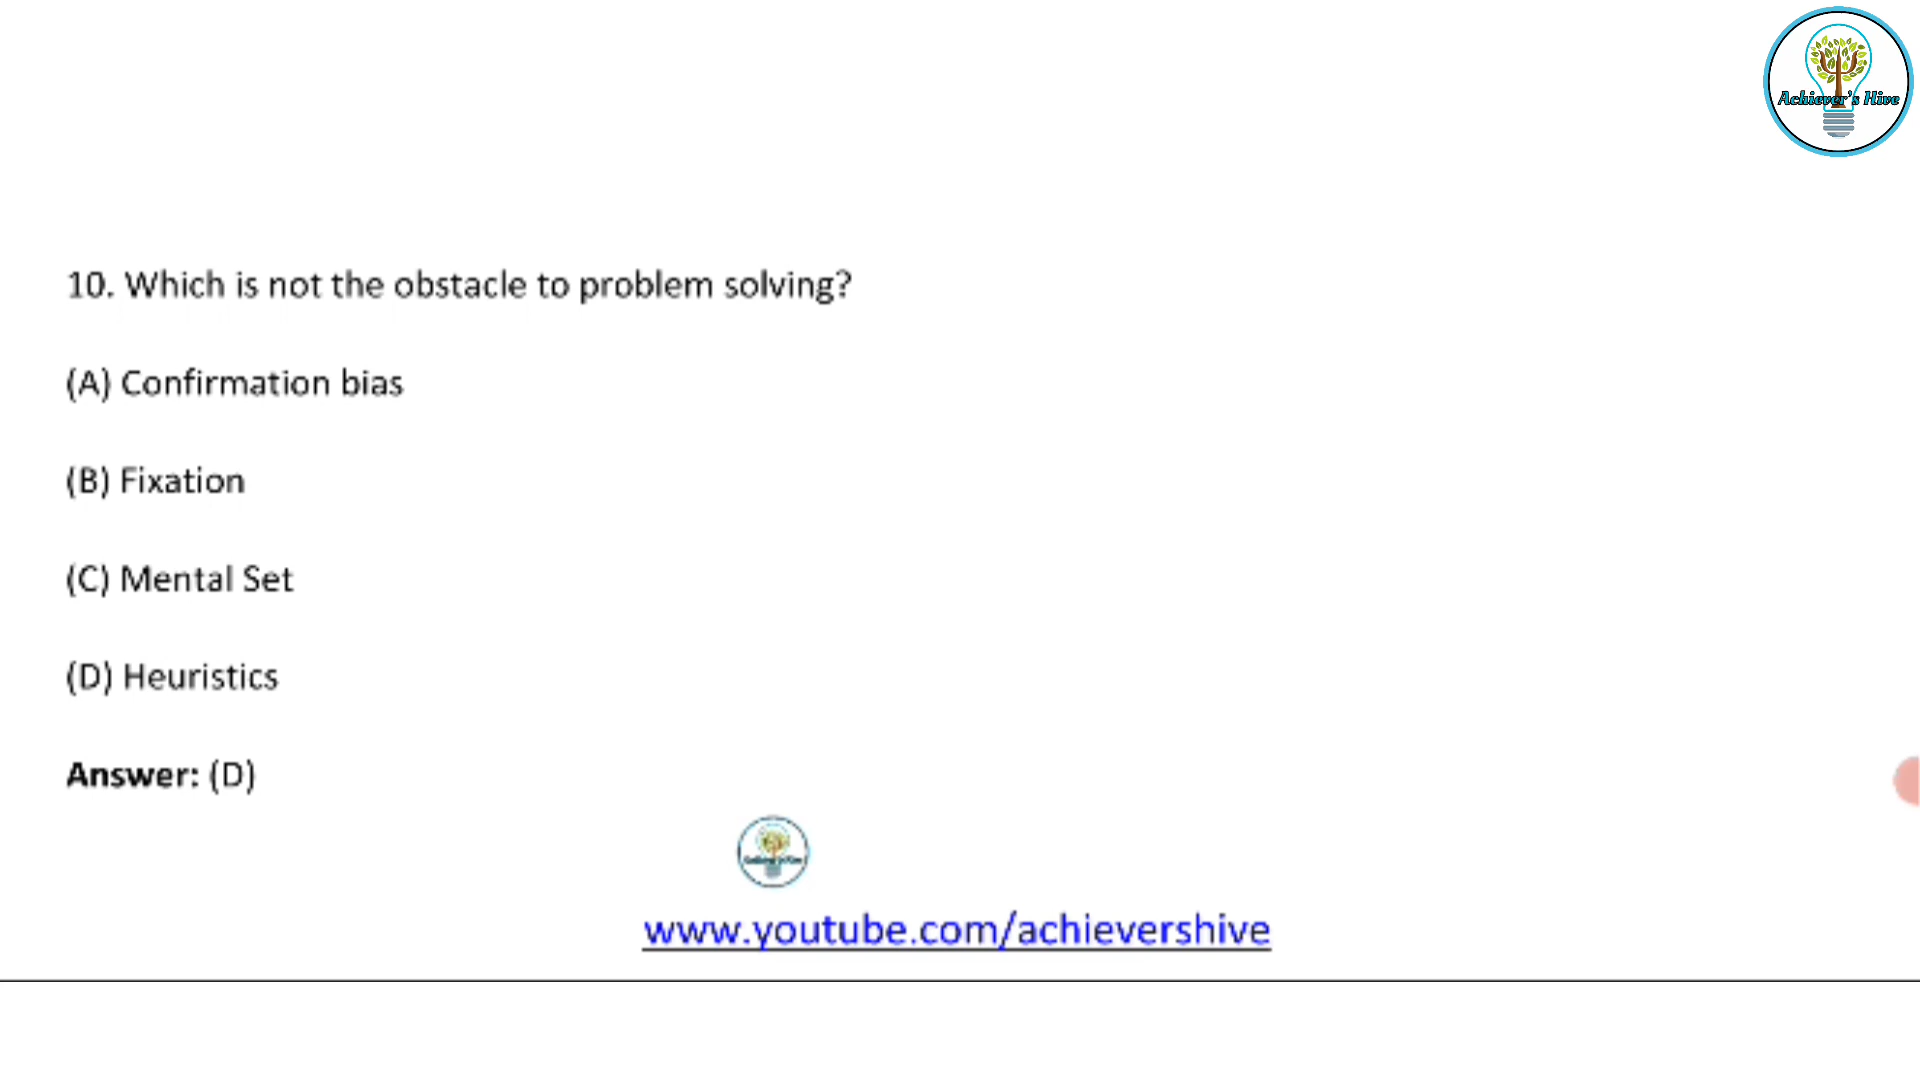 Achiever's Hive
10. Which is not the obstacle to problem solving?
(A) Confirmation bias
(B) Fixation
(C) Mental Set
(D) Heuristics
Answer: (D)
www.youtube.com/achievershive